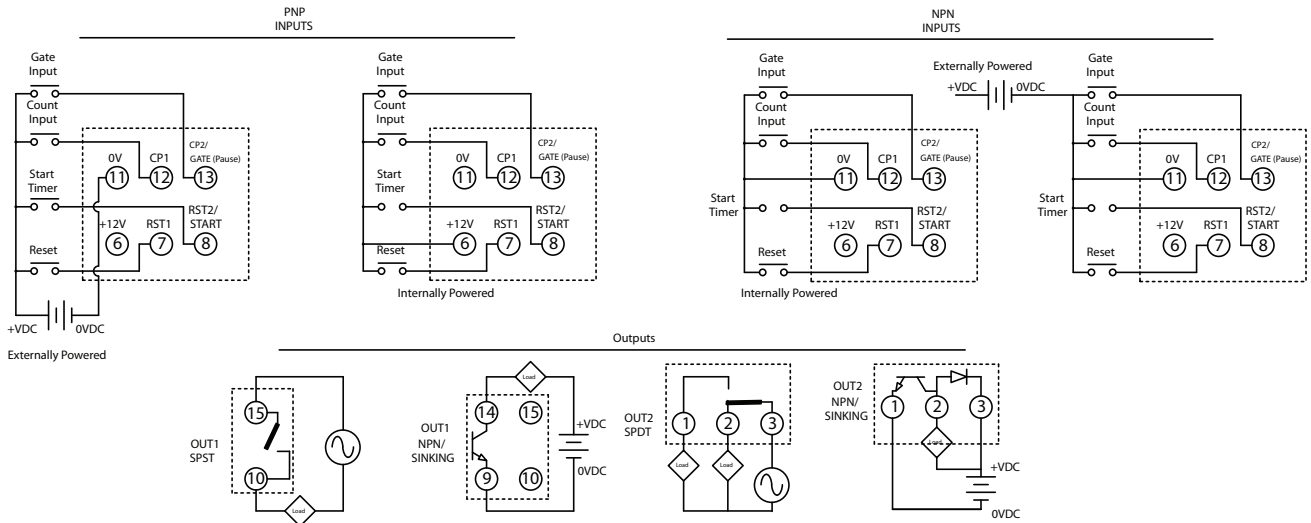 PNP
INPUTS
Gate
Input
Count
Input
0V
CP1
CP2/
GATE (Pause)
11
12
13
Start
Timer
+12V
RST1
RST2/
START
6
7
8
Reset
+VDC
0VDC
Externally Powered
Gate
Input
Count
Input
0V
CP1
CP2/
GATE (Pause)
11
12
13
Start
Timer
+12V
RST1
RST2/
START
6
7
8
Reset
Internally Powered
NPN
INPUTS
Gate
Input
Count
Input
0V
CP1
CP2/
GATE (Pause)
11
12
13
Start
Timer
+12V
RST1
RST2/
START
6
7
8
Reset
Internally Powered
Externally Powered
+VDC
0VDC
Gate
Input
Count
Input
0V
CP1
CP2/
GATE (Pause)
11
12
13
Start
Timer
+12V
RST1
RST2/
START
6
7
8
Reset
Outputs
15
OUT1
SPST
10
Load
Load
14
15
OUT1
NPN/
SINKING
9
10
+VDC
0VDC
OUT2
SPDT
1
2
3
Load
Load
OUT2
NPN/
SINKING
1
2
3
Load
+VDC
0VDC